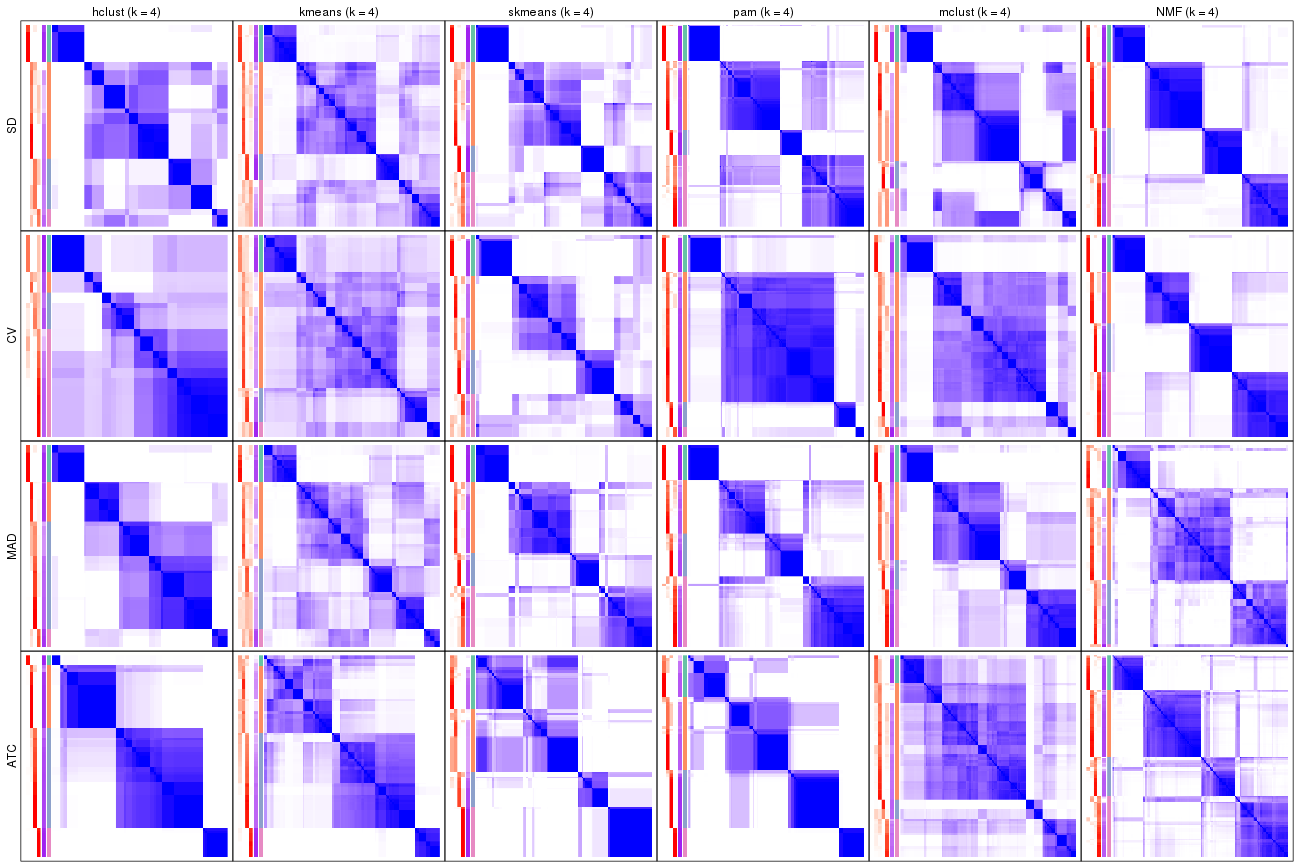 hclust (k = 4) kmeans (k = 4) skmeans (k = 4) pam (k = 4) mclust (k = 4) NMF (k = 4)
SD
CV
MAD
ATC